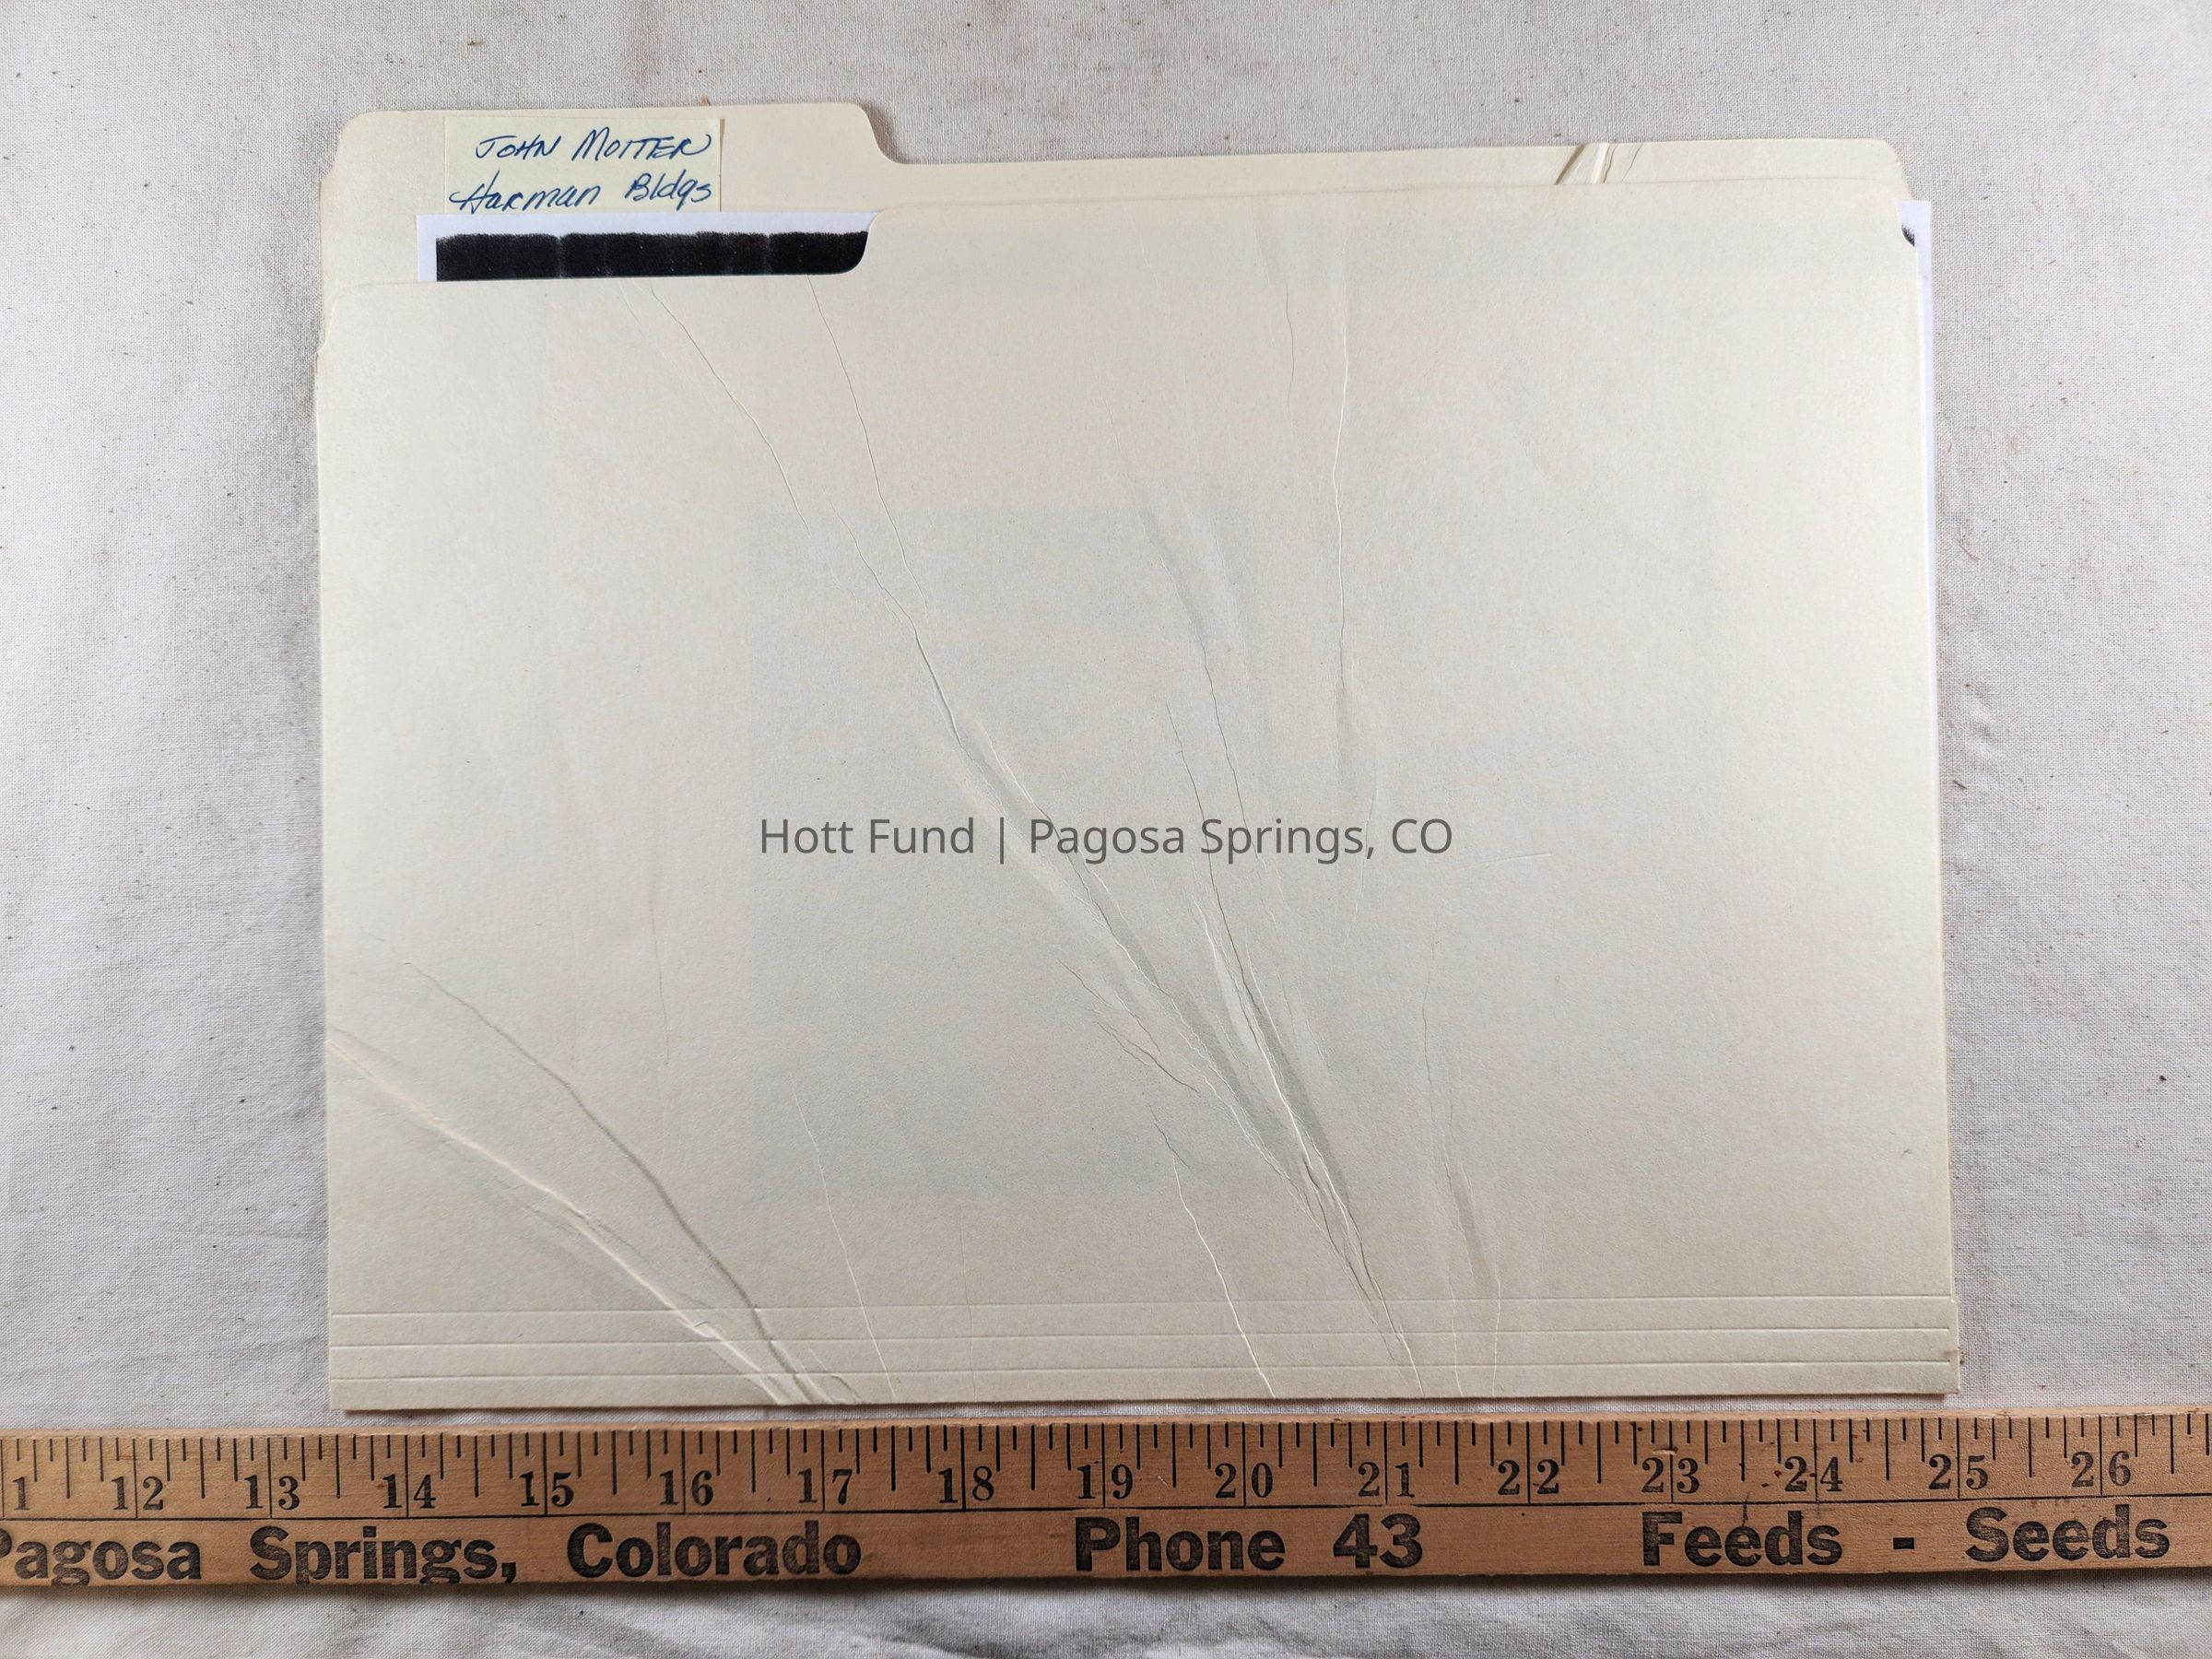 JOHN MOTTER
Harman Bldgs
Hott Fund | Pagosa Springs, CO
1 12 13 14 15 16 17 18 19 20 21 22 23 24 25 26
Pagosa Springs, Colorado Phone 43 Feeds - Seeds